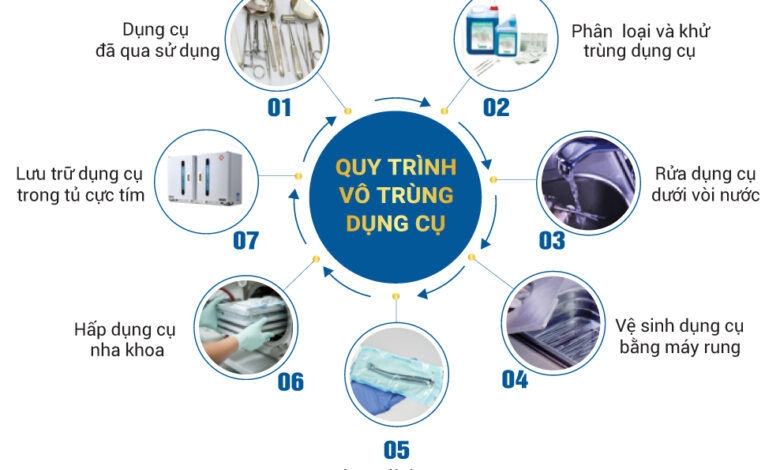 Dụng cụ
đã qua sử dụng
01
Phân loại và khử
trùng dụng cụ
02
QUY TRÌNH
VÔ TRÙNG
DỤNG CỤ
Rửa dụng cụ
dưới vòi nước
03
Vệ sinh dụng cụ
bằng máy rung
04
05
Hấp dụng cụ
nha khoa
06
Lưu trữ dụng cụ
trong tủ cực tím
07